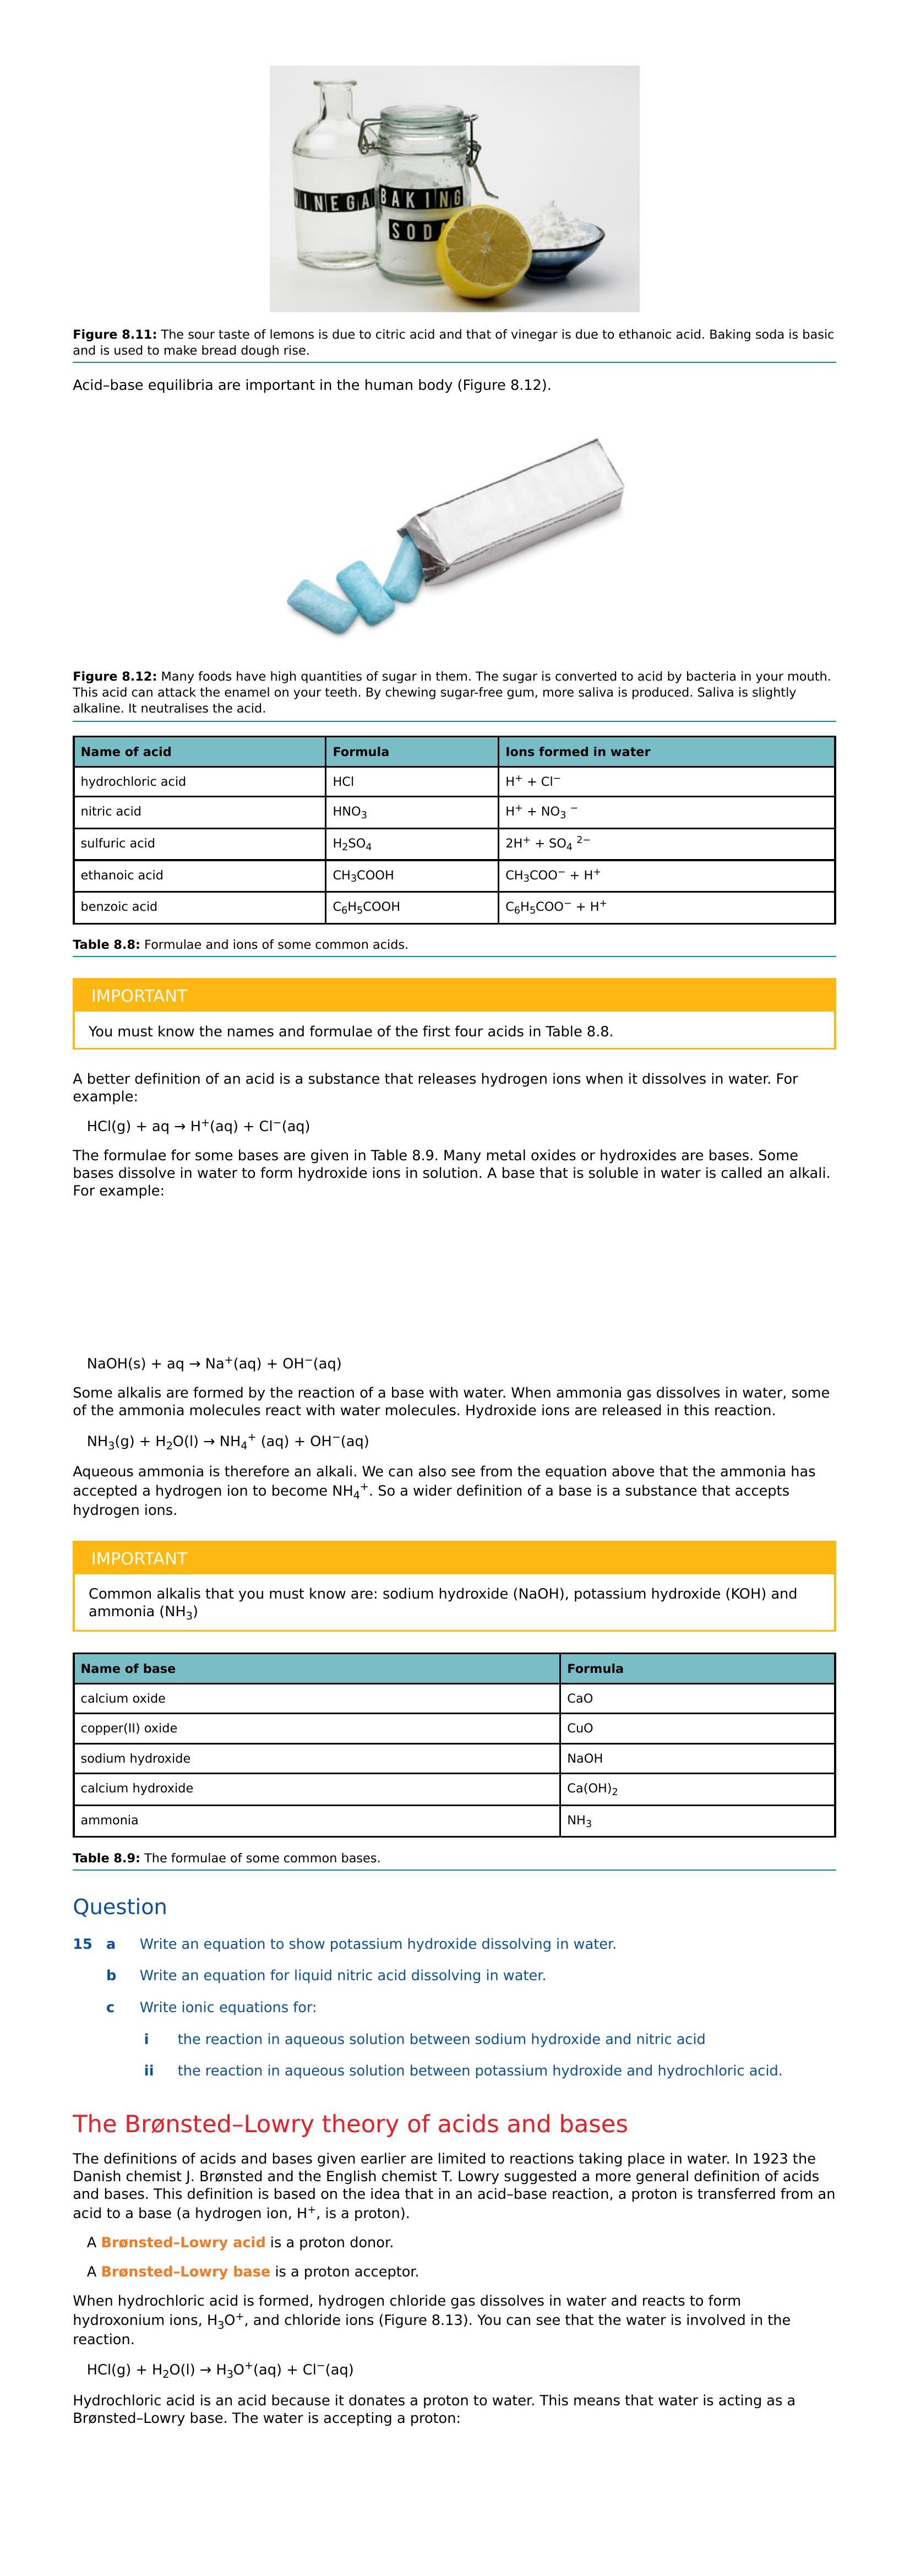 VINEGA
BAKING
SODA
Figure 8.11: The sour taste of lemons is due to citric acid and that of vinegar is due to ethanoic acid. Baking soda is basic
and is used to make bread dough rise.
Acid–base equilibria are important in the human body (Figure 8.12).
Figure 8.12: Many foods have high quantities of sugar in them. The sugar is converted to acid by bacteria in your mouth.
This acid can attack the enamel on your teeth. By chewing sugar-free gum, more saliva is produced. Saliva is slightly
alkaline. It neutralises the acid.
Name of acid Formula Ions formed in water
hydrochloric acid HCl H⁺ + Cl⁻
nitric acid HNO₃ H⁺ + NO₃ ⁻
sulfuric acid H₂SO₄ 2H⁺ + SO₄ ²⁻
ethanoic acid CH₃COOH CH₃COO⁻ + H⁺
benzoic acid C₆H₅COOH C₆H₅COO⁻ + H⁺
Table 8.8: Formulae and ions of some common acids.
IMPORTANT
You must know the names and formulae of the first four acids in Table 8.8.
A better definition of an acid is a substance that releases hydrogen ions when it dissolves in water. For
example:
HCl(g) + aq → H⁺(aq) + Cl⁻(aq)
The formulae for some bases are given in Table 8.9. Many metal oxides or hydroxides are bases. Some
bases dissolve in water to form hydroxide ions in solution. A base that is soluble in water is called an alkali.
For example:
NaOH(s) + aq → Na⁺(aq) + OH⁻(aq)
Some alkalis are formed by the reaction of a base with water. When ammonia gas dissolves in water, some
of the ammonia molecules react with water molecules. Hydroxide ions are released in this reaction.
NH₃(g) + H₂O(l) → NH₄⁺ (aq) + OH⁻(aq)
Aqueous ammonia is therefore an alkali. We can also see from the equation above that the ammonia has
accepted a hydrogen ion to become NH₄⁺. So a wider definition of a base is a substance that accepts
hydrogen ions.
IMPORTANT
Common alkalis that you must know are: sodium hydroxide (NaOH), potassium hydroxide (KOH) and
ammonia (NH₃)
Name of base Formula
calcium oxide CaO
copper(II) oxide CuO
sodium hydroxide NaOH
calcium hydroxide Ca(OH)₂
ammonia NH₃
Table 8.9: The formulae of some common bases.
Question
15 a Write an equation to show potassium hydroxide dissolving in water.
b Write an equation for liquid nitric acid dissolving in water.
c Write ionic equations for:
i the reaction in aqueous solution between sodium hydroxide and nitric acid
ii the reaction in aqueous solution between potassium hydroxide and hydrochloric acid.
The Brønsted–Lowry theory of acids and bases
The definitions of acids and bases given earlier are limited to reactions taking place in water. In 1923 the
Danish chemist J. Brønsted and the English chemist T. Lowry suggested a more general definition of acids
and bases. This definition is based on the idea that in an acid–base reaction, a proton is transferred from an
acid to a base (a hydrogen ion, H⁺, is a proton).
A Brønsted–Lowry acid is a proton donor.
A Brønsted–Lowry base is a proton acceptor.
When hydrochloric acid is formed, hydrogen chloride gas dissolves in water and reacts to form
hydroxonium ions, H₃O⁺, and chloride ions (Figure 8.13). You can see that the water is involved in the
reaction.
HCl(g) + H₂O(l) → H₃O⁺(aq) + Cl⁻(aq)
Hydrochloric acid is an acid because it donates a proton to water. This means that water is acting as a
Brønsted–Lowry base. The water is accepting a proton: